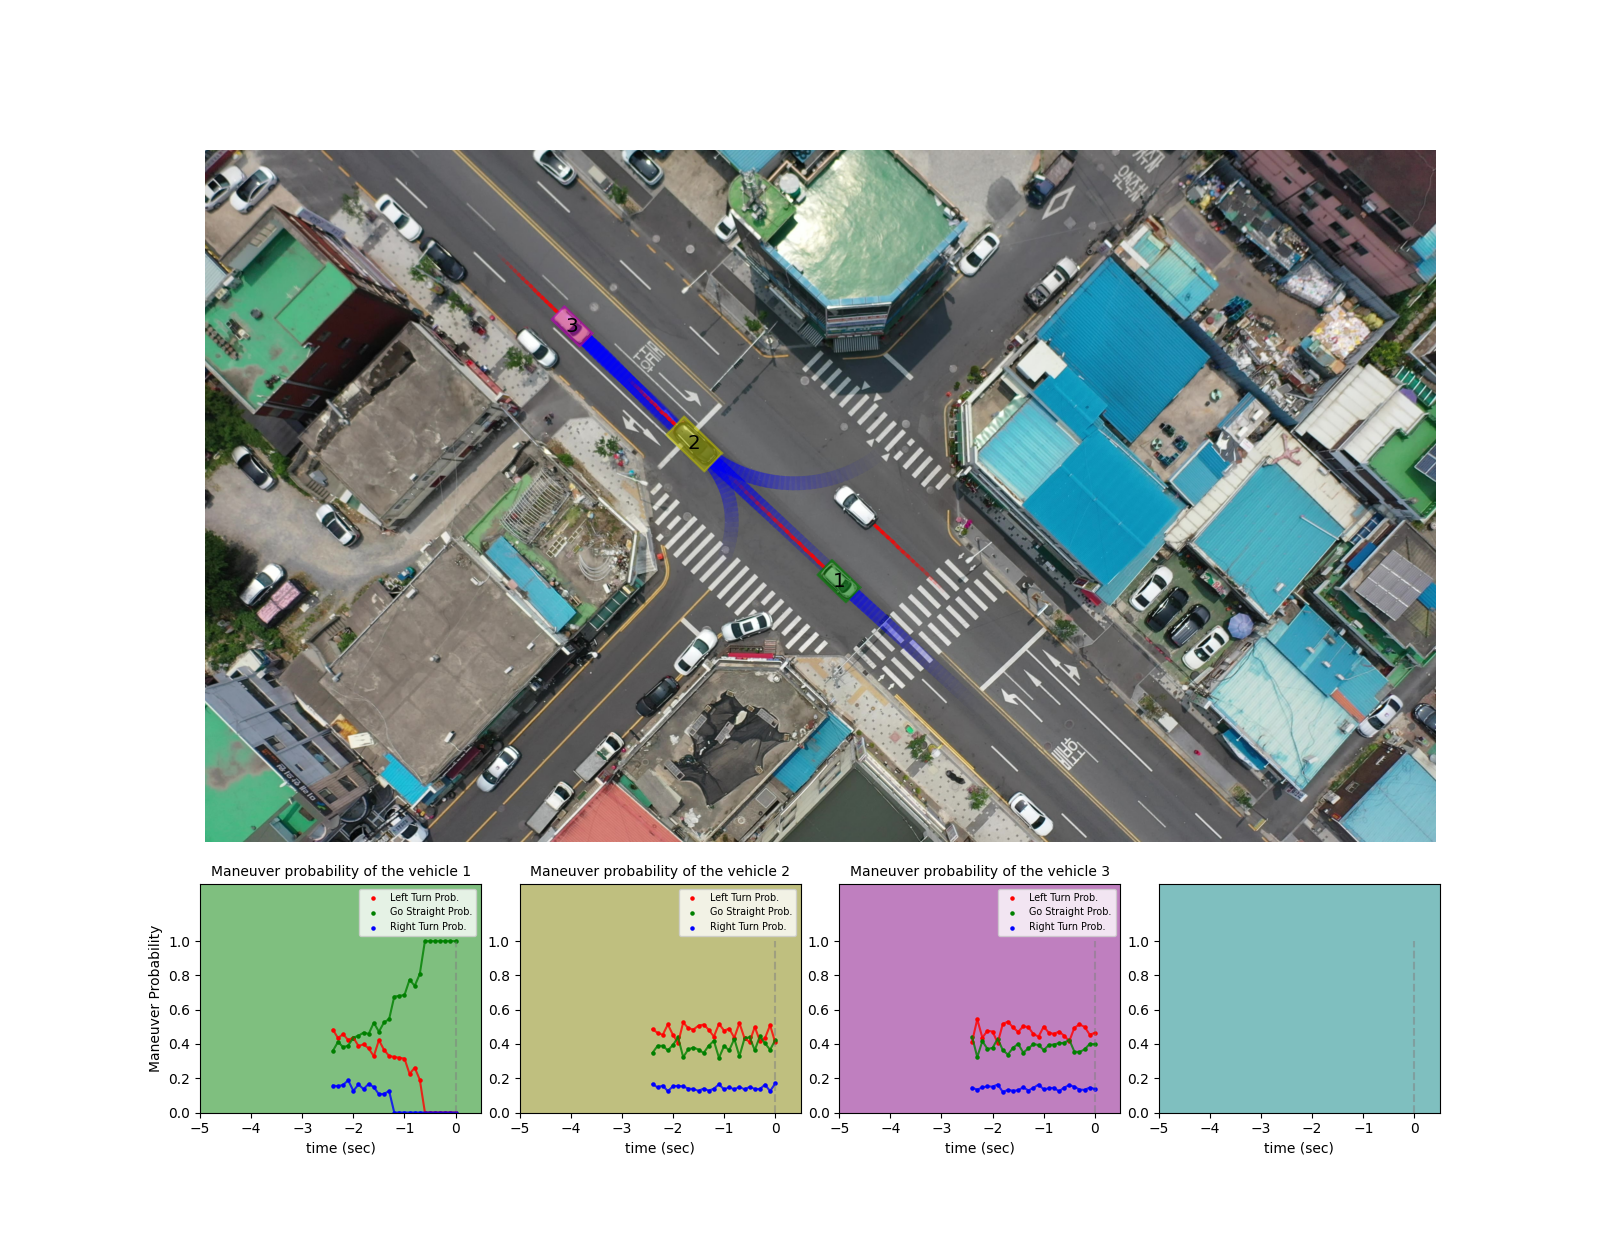 3
2
1
Maneuver probability of the vehicle 1
Maneuver probability of the vehicle 2
Maneuver probability of the vehicle 3
Maneuver Probability
Left Turn Prob.
Go Straight Prob.
Right Turn Prob.
1.0
0.8
0.6
0.4
0.2
0.0
−5 −4 −3 −2 −1 0
time (sec)
Left Turn Prob.
Go Straight Prob.
Right Turn Prob.
1.0
0.8
0.6
0.4
0.2
0.0
−5 −4 −3 −2 −1 0
time (sec)
Left Turn Prob.
Go Straight Prob.
Right Turn Prob.
1.0
0.8
0.6
0.4
0.2
0.0
−5 −4 −3 −2 −1 0
time (sec)
1.0
0.8
0.6
0.4
0.2
0.0
−5 −4 −3 −2 −1 0
time (sec)